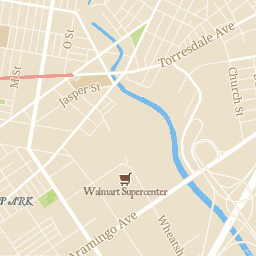 O St
Torresdale Ave
M St
Jasper St
Church St
Walmart Supercenter
P ARK
Aramingo Ave
Wheatsh